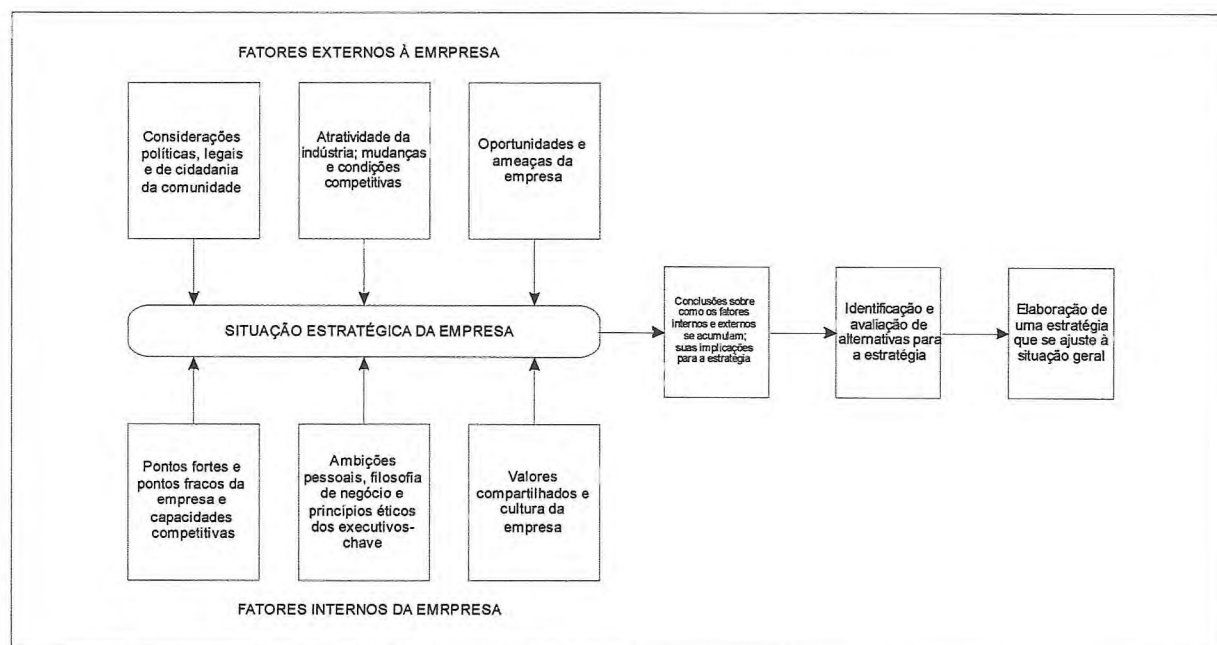 FATORES EXTERNOS À EMRPRESA
Considerações
políticas, legais
e de cidadania
da comunidade
Atratividade da
indústria; mudanças
e condições
competitivas
Oportunidades e
ameaças da
empresa
SITUAÇÃO ESTRATÉGICA DA EMPRESA
Conclusões sobre
como os fatores
internos e externos
se acumulam;
suas implicações
para a estratégia
Identificação e
avaliação de
alternativas para
a estratégia
Elaboração de
uma estratégia
que se ajuste à
situação geral
Pontos fortes e
pontos fracos da
empresa e
capacidades
competitivas
Ambições
pessoais, filosofia
de negócio e
princípios éticos
dos executivos-
chave
Valores
compartilhados e
cultura da
empresa
FATORES INTERNOS DA EMRPRESA